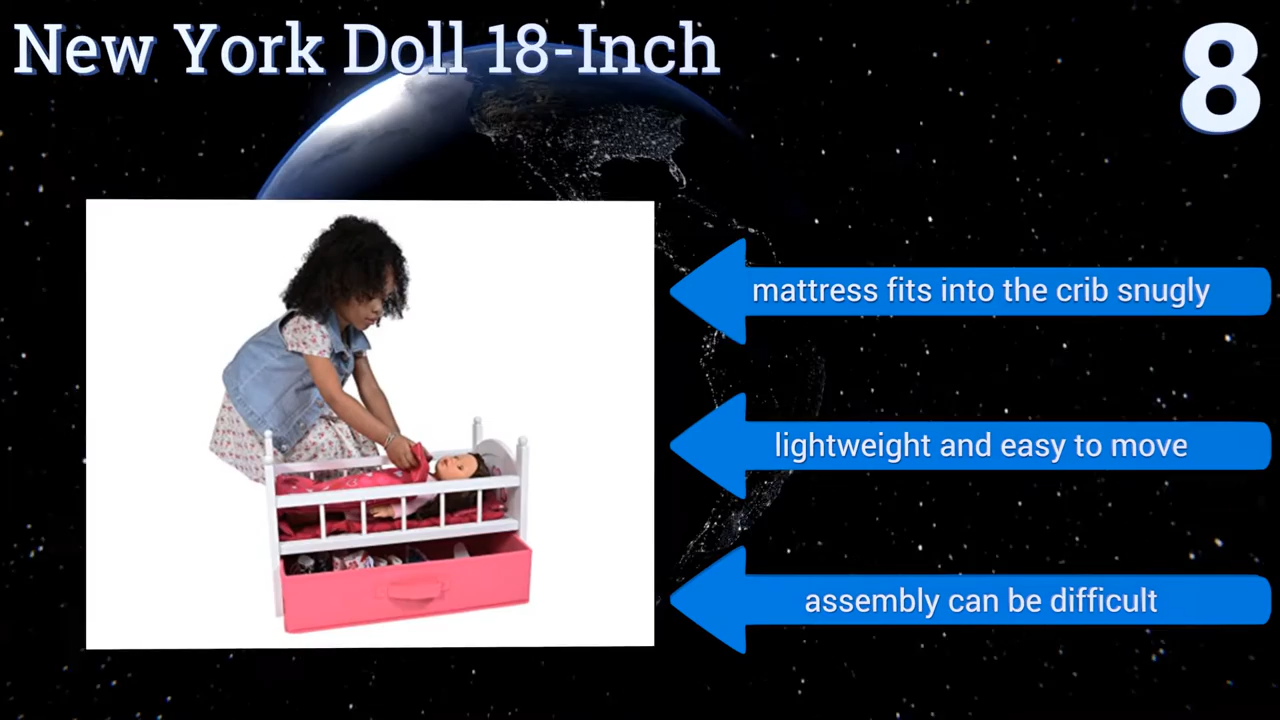 New York Doll 18-Inch
8
mattress fits into the crib snugly
lightweight and easy to move
assembly can be difficult